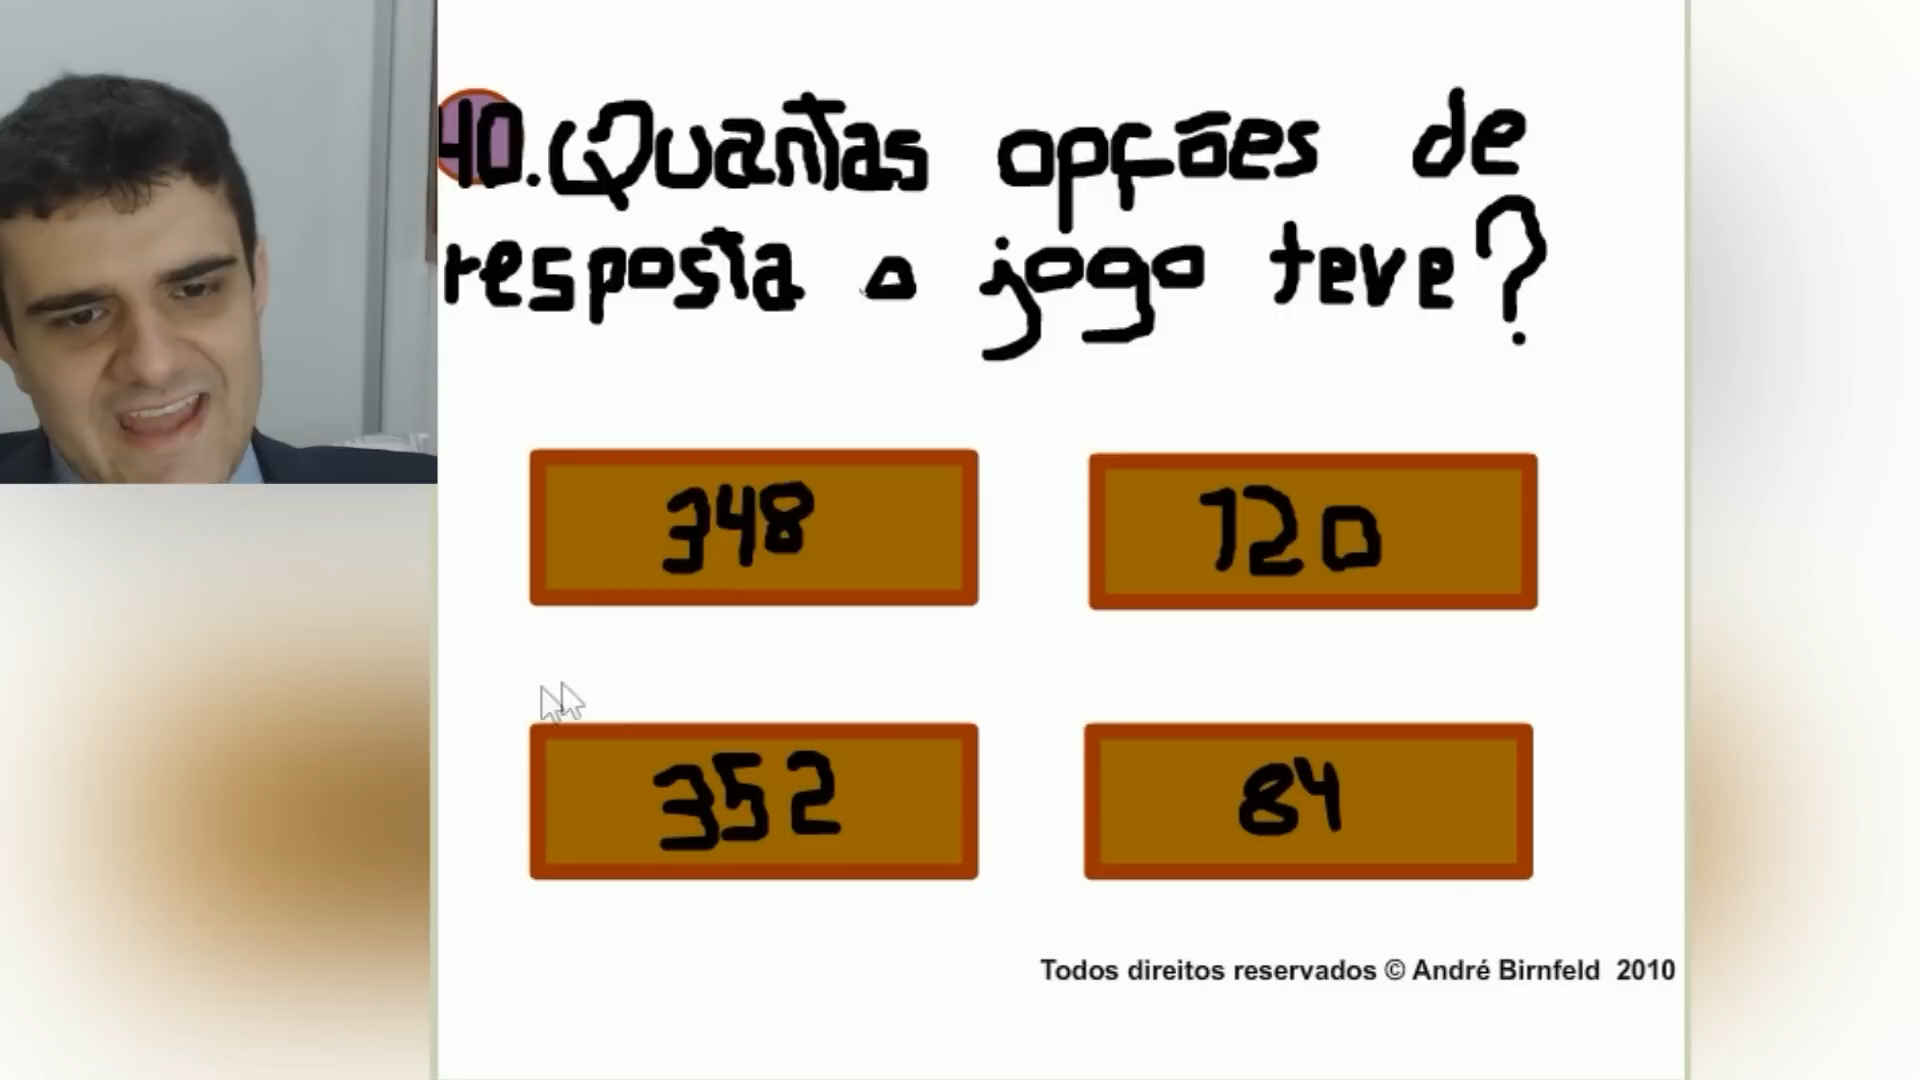 40. Quantas opções de
resposta o jogo teve?
348
720
352
84
Todos direitos reservados © André Birnfeld 2010